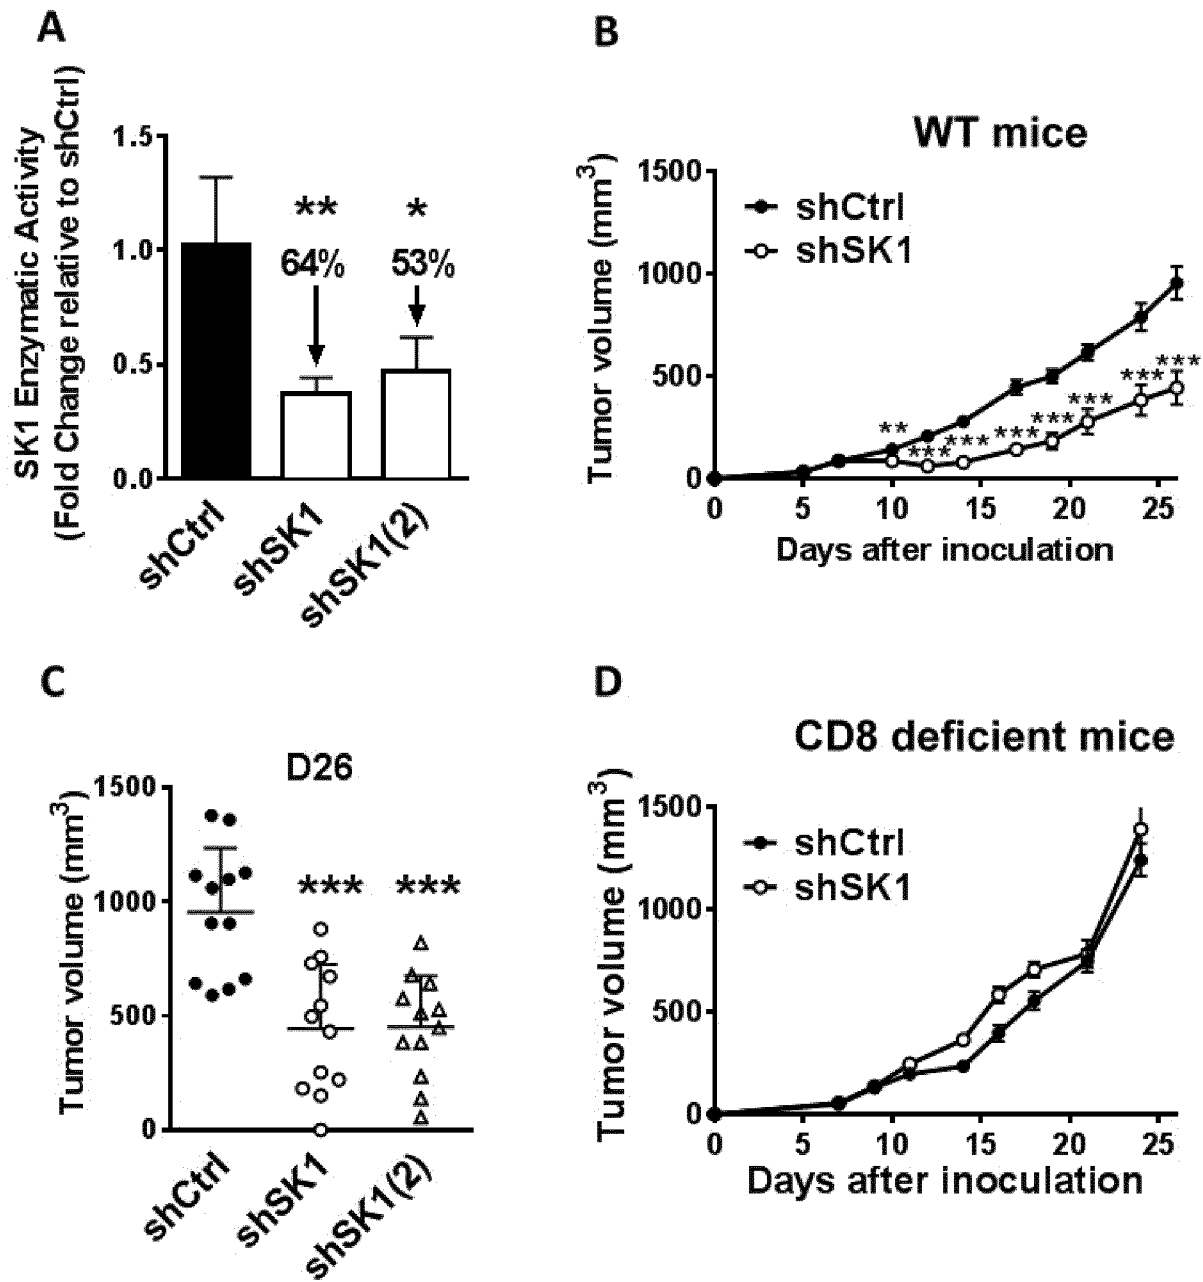 A
SK1 Enzymatic Activity
(Fold Change relative to shCtrl)
1.5
1.0
0.5
0.0
**
*
64%
53%
shCtrl
shSK1
shSK1(2)
B
WT mice
Tumor volume (mm³)
1500
1000
500
0
shCtrl
shSK1
**
***
***
***
***
***
***
***
0
5
10
15
20
25
Days after inoculation
C
D26
Tumor volume (mm³)
1500
1000
500
0
***
***
shCtrl
shSK1
shSK1(2)
D
CD8 deficient mice
Tumor volume (mm³)
1500
1000
500
0
shCtrl
shSK1
0
5
10
15
20
25
Days after inoculation